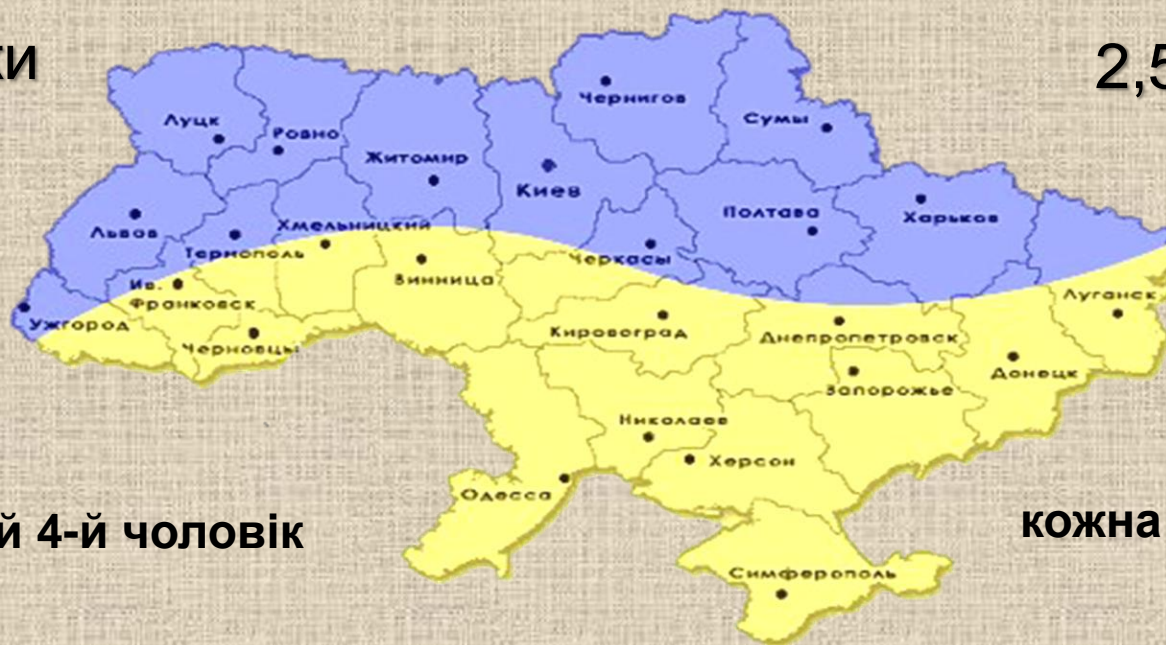 ки
2,5
Чернигов
Луцк
Сумы
Ровно
Житомир
Киев
Полтава
Харьков
Львов
Хмельницкий
Тернополь
Черкасы
Винница
Ив.
Франковск
Луганск
Ужгород
Кировоград
Днепропетровск
Черновцы
Донецк
Запорожье
Николаев
Херсон
Одесса
й 4-й чоловік
кожна
Симферополь